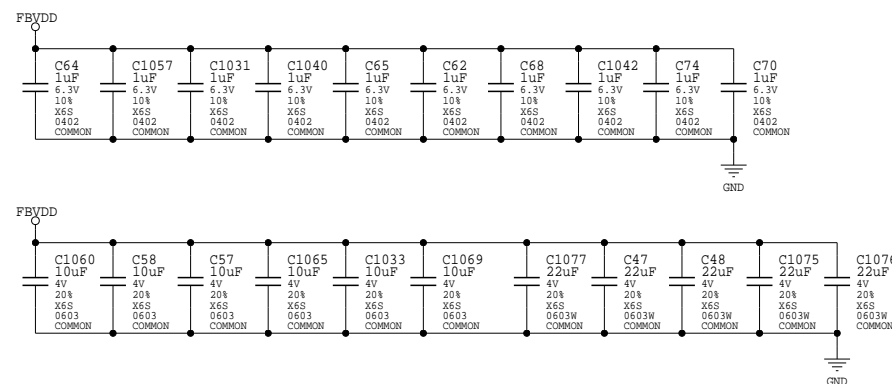 FBVDD
C64 C1057 C1031 C1040 C65 C62 C68 C1042 C74 C70
1uF 1uF 1uF 1uF 1uF 1uF 1uF 1uF 1uF 1uF
6.3V 6.3V 6.3V 6.3V 6.3V 6.3V 6.3V 6.3V 6.3V 6.3V
10% 10% 10% 10% 10% 10% 10% 10% 10% 10%
X6S X6S X6S X6S X6S X6S X6S X6S X6S X6S
0402 0402 0402 0402 0402 0402 0402 0402 0402 0402
COMMON COMMON COMMON COMMON COMMON COMMON COMMON COMMON COMMON COMMON
GND
FBVDD
C1060 C58 C57 C1065 C1033 C1069 C1077 C47 C48 C1075 C1076
10uF 10uF 10uF 10uF 10uF 10uF 22uF 22uF 22uF 22uF 22uF
4V 4V 4V 4V 4V 4V 4V 4V 4V 4V 4V
20% 20% 20% 20% 20% 20% 20% 20% 20% 20% 20%
X6S X6S X6S X6S X6S X6S X6S X6S X6S X6S X6S
0603 0603 0603 0603 0603 0603 0603W 0603W 0603W 0603W 0603W
COMMON COMMON COMMON COMMON COMMON COMMON COMMON COMMON COMMON COMMON COMMON
GND